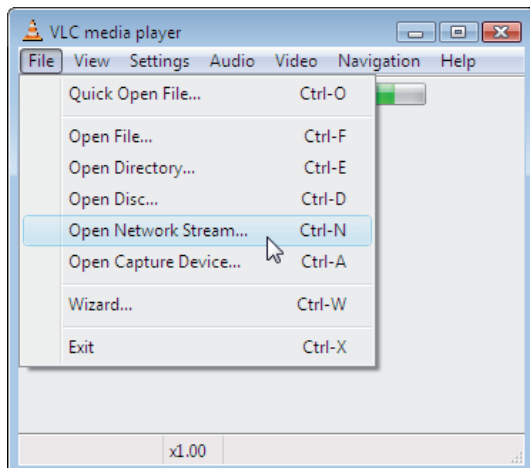 VLC media player
File View Settings Audio Video Navigation Help
Quick Open File... Ctrl-O
Open File... Ctrl-F
Open Directory... Ctrl-E
Open Disc... Ctrl-D
Open Network Stream... Ctrl-N
Open Capture Device... Ctrl-A
Wizard... Ctrl-W
Exit Ctrl-X
x1.00